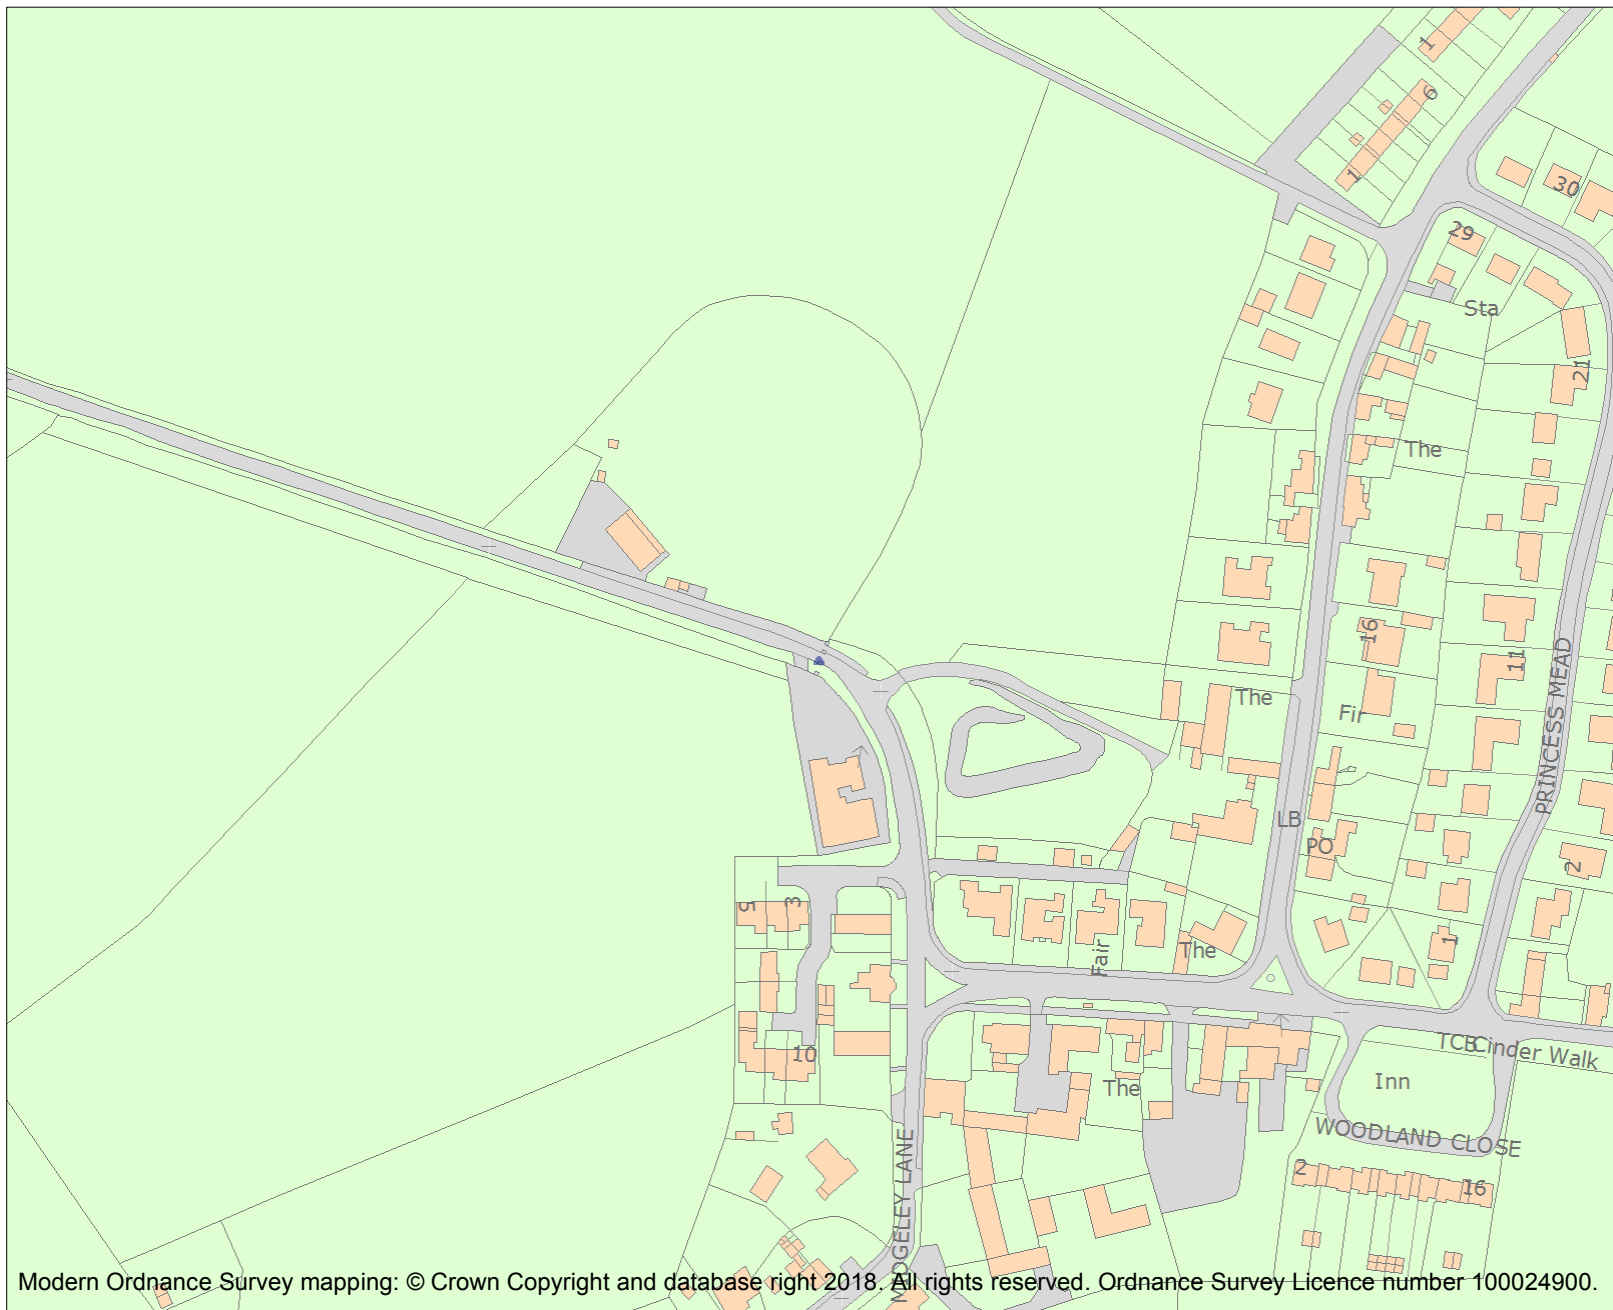 1
6
1
30
29
Sta
21
The
16
11
PRINCESS MEAD
The
Fir
LB
PO
2
5
3
1
Fair
The
10
TCB
Cinder Walk
Inn
The
WOODLAND CLOSE
2
16
MIDGELEY LANE
Modern Ordnance Survey mapping: © Crown Copyright and database right 2018. All rights reserved. Ordnance Survey Licence number 100024900.